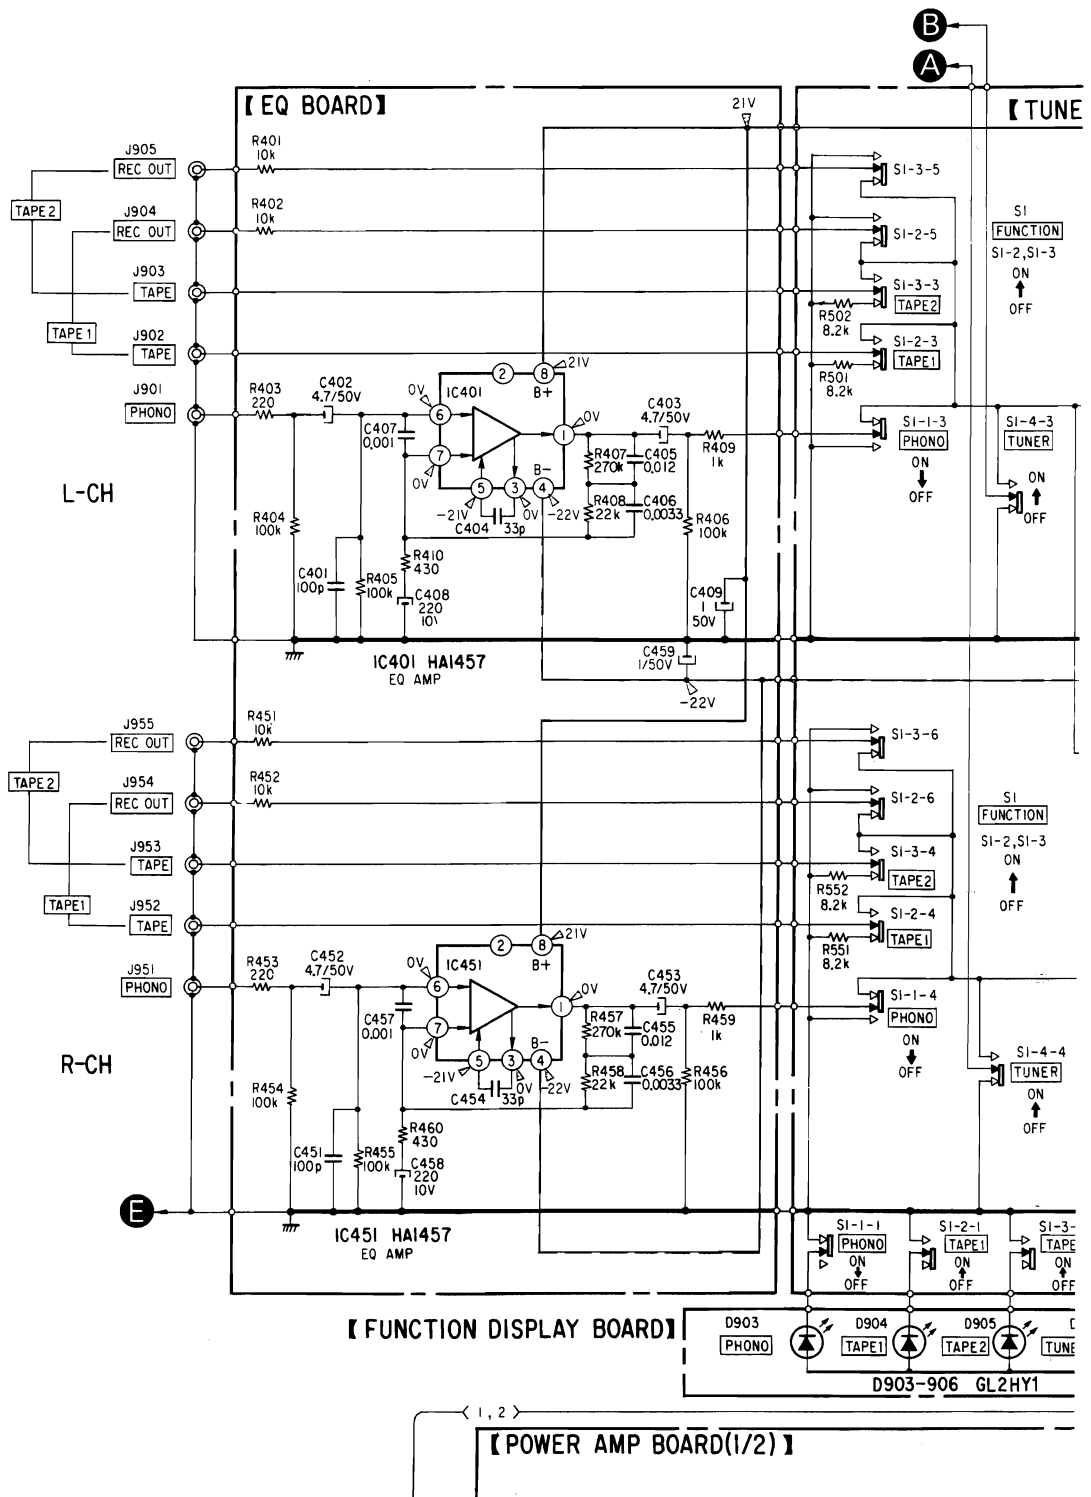 B
A
【EQ BOARD】
21V
【TUNE
J905
REC OUT
R401
10k
S1-3-5
TAPE2
J904
REC OUT
R402
10k
S1-2-5
S1
FUNCTION
S1-2,S1-3
ON
OFF
J903
TAPE
S1-3-3
TAPE2
R502
8.2k
TAPE1
J902
TAPE
S1-2-3
TAPE1
R501
8.2k
J901
PHONO
R403
220
C402
4.7/50V
0V
IC401
2
8
21V
B+
6
C407
0.001
7
0V
1
0V
C403
4.7/50V
R407
270k
C405
0.012
R409
1k
S1-1-3
PHONO
ON
OFF
S1-4-3
TUNER
ON
OFF
L-CH
B-
5
3
4
-21V
0V
-22V
C404
33p
R408
22k
C406
0.0033
R406
100k
R404
100k
C401
100p
R405
100k
R410
430
C408
220
10V
C409
1
50V
IC401 HA1457
EQ AMP
C459
1/50V
-22V
J955
REC OUT
R451
10k
S1-3-6
TAPE2
J954
REC OUT
R452
10k
S1-2-6
S1
FUNCTION
S1-2,S1-3
ON
OFF
J953
TAPE
S1-3-4
TAPE2
R552
8.2k
TAPE1
J952
TAPE
S1-2-4
TAPE1
R551
8.2k
J951
PHONO
R453
220
C452
4.7/50V
0V
IC451
2
8
21V
B+
6
C457
0.001
7
0V
1
0V
C453
4.7/50V
R457
270k
C455
0.012
R459
1k
S1-1-4
PHONO
ON
OFF
S1-4-4
TUNER
ON
OFF
R-CH
B-
5
3
4
-21V
0V
-22V
C454
33p
R458
22k
C456
0.0033
R456
100k
R454
100k
C451
100p
R455
100k
R460
430
C458
220
10V
E
IC451 HA1457
EQ AMP
S1-1-1
PHONO
ON
OFF
S1-2-1
TAPE1
ON
OFF
S1-3-
TAPE
ON
OFF
【FUNCTION DISPLAY BOARD】
D903
PHONO
D904
TAPE1
D905
TAPE2
TUNE
D903-906 GL2HY1
1,2
【POWER AMP BOARD(1/2)】